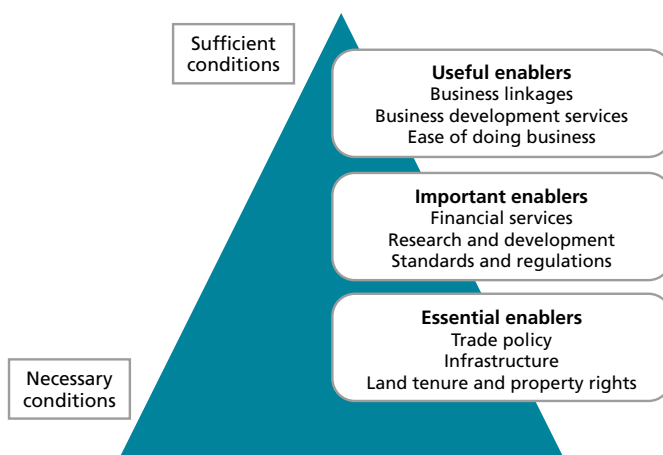 Sufficient
conditions
Useful enablers
Business linkages
Business development services
Ease of doing business
Important enablers
Financial services
Research and development
Standards and regulations
Essential enablers
Trade policy
Infrastructure
Land tenure and property rights
Necessary
conditions